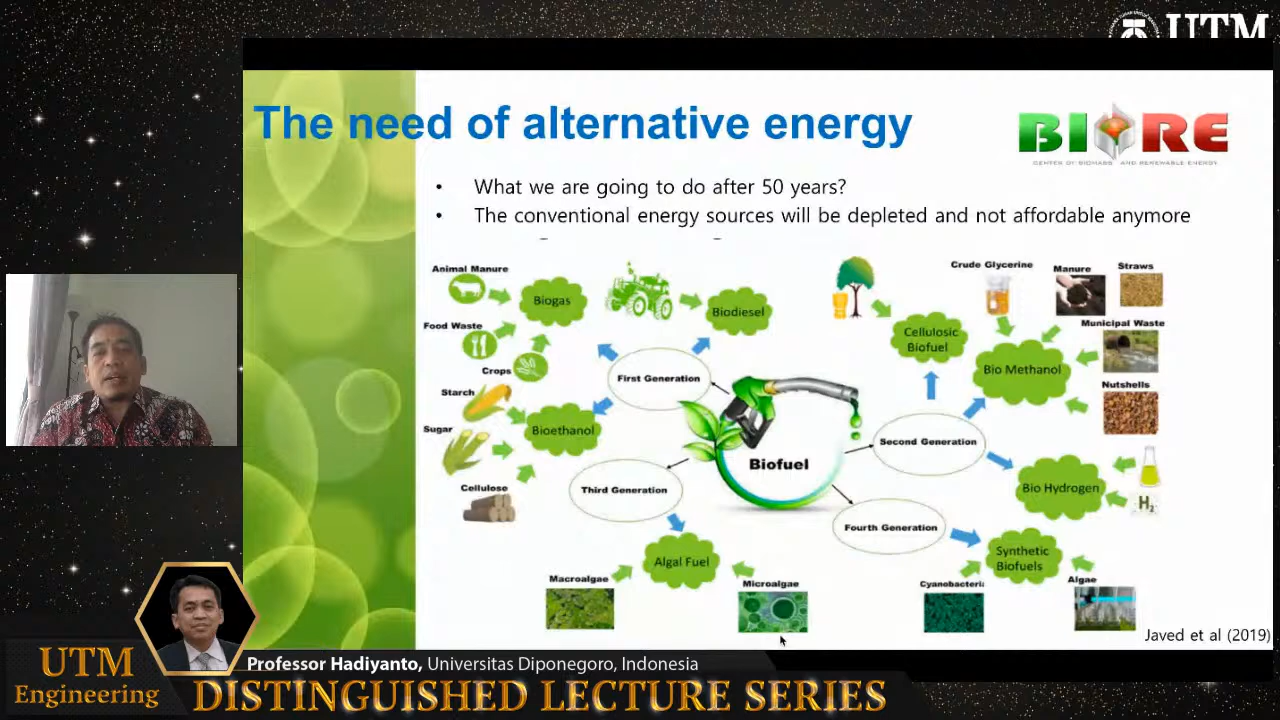 UTM
The need of alternative energy
BIORE
CENTER OF BIOMASS AND RENEWABLE ENERGY
• What we are going to do after 50 years?
• The conventional energy sources will be depleted and not affordable anymore
Animal Manure
Biogas
Food Waste
Crops
Biodiesel
First Generation
Starch
Sugar
Cellulose
Bioethanol
Third Generation
Algal Fuel
Macroalgae
Microalgae
Biofuel
Cellulosic
Biofuel
Crude Glycerine
Manure
Straws
Municipal Waste
Bio Methanol
Nutshells
Second Generation
Bio Hydrogen
H2
Fourth Generation
Synthetic
Biofuels
Cyanobacteria
Algae
Javed et al (2019)
Professor Hadiyanto, Universitas Diponegoro, Indonesia
UTM
Engineering
DISTINGUISHED LECTURE SERIES